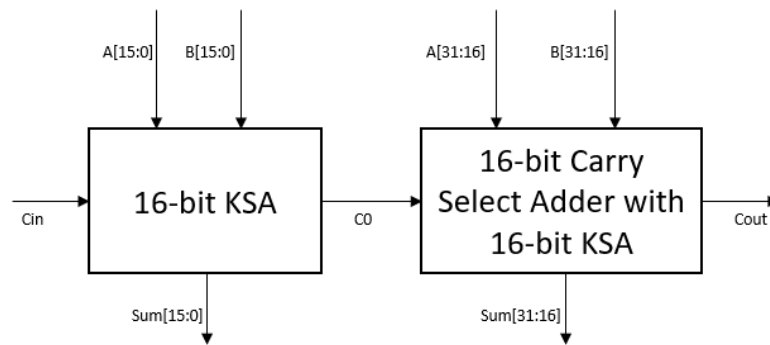 A[15:0]
B[15:0]
A[31:16]
B[31:16]
16-bit KSA
16-bit Carry
Select Adder with
16-bit KSA
Cin
C0
Cout
Sum[15:0]
Sum[31:16]